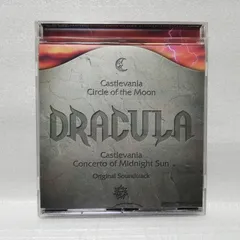 Castlevania
Circle of the Moon
DRACULA
Castlevania
Concerto of Midnight Sun
Original Soundtrack